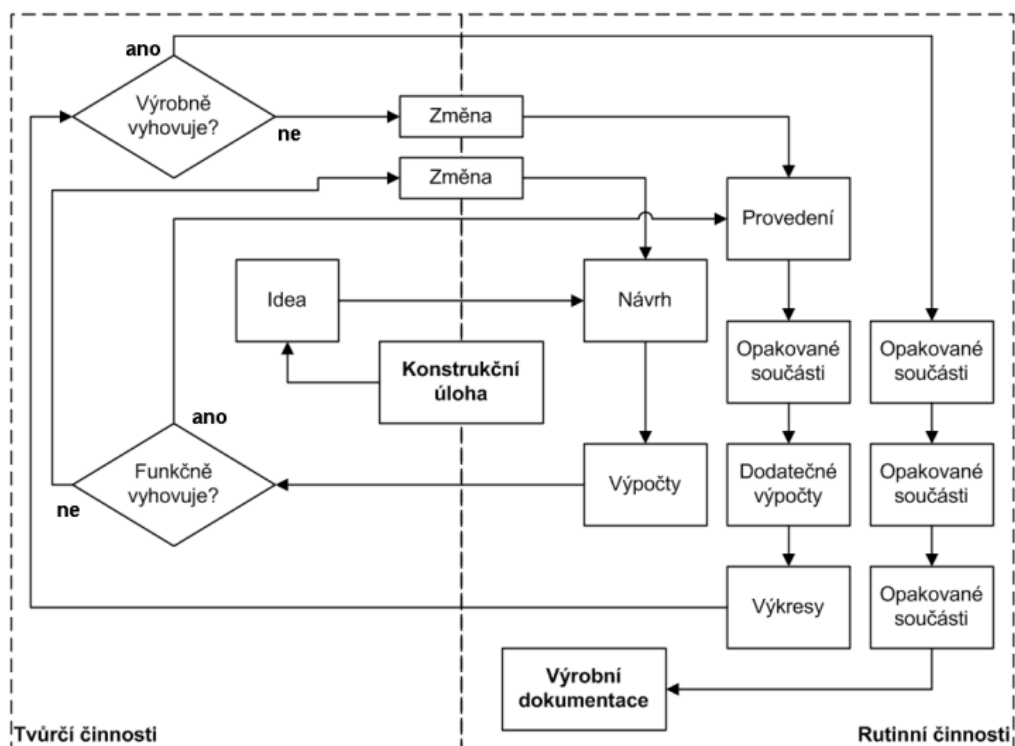 ano
Výrobně
vyhovuje?
ne
Změna
Změna
Provedení
Idea
Návrh
Konstrukční
úloha
Opakované
součásti
Opakované
součásti
ano
Funkčně
vyhovuje?
ne
Výpočty
Dodatečné
výpočty
Opakované
součásti
Výkresy
Opakované
součásti
Výrobní
dokumentace
Tvůrčí činnosti
Rutinní činnosti